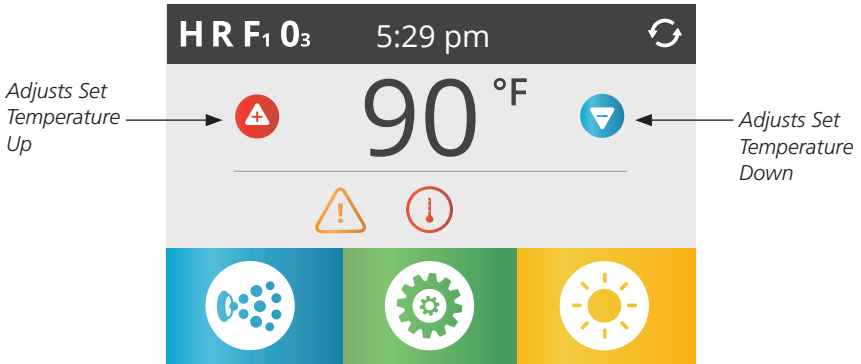 H R F1 03 5:29 pm
90 °F
Adjusts Set
Temperature
Up
Adjusts Set
Temperature
Down